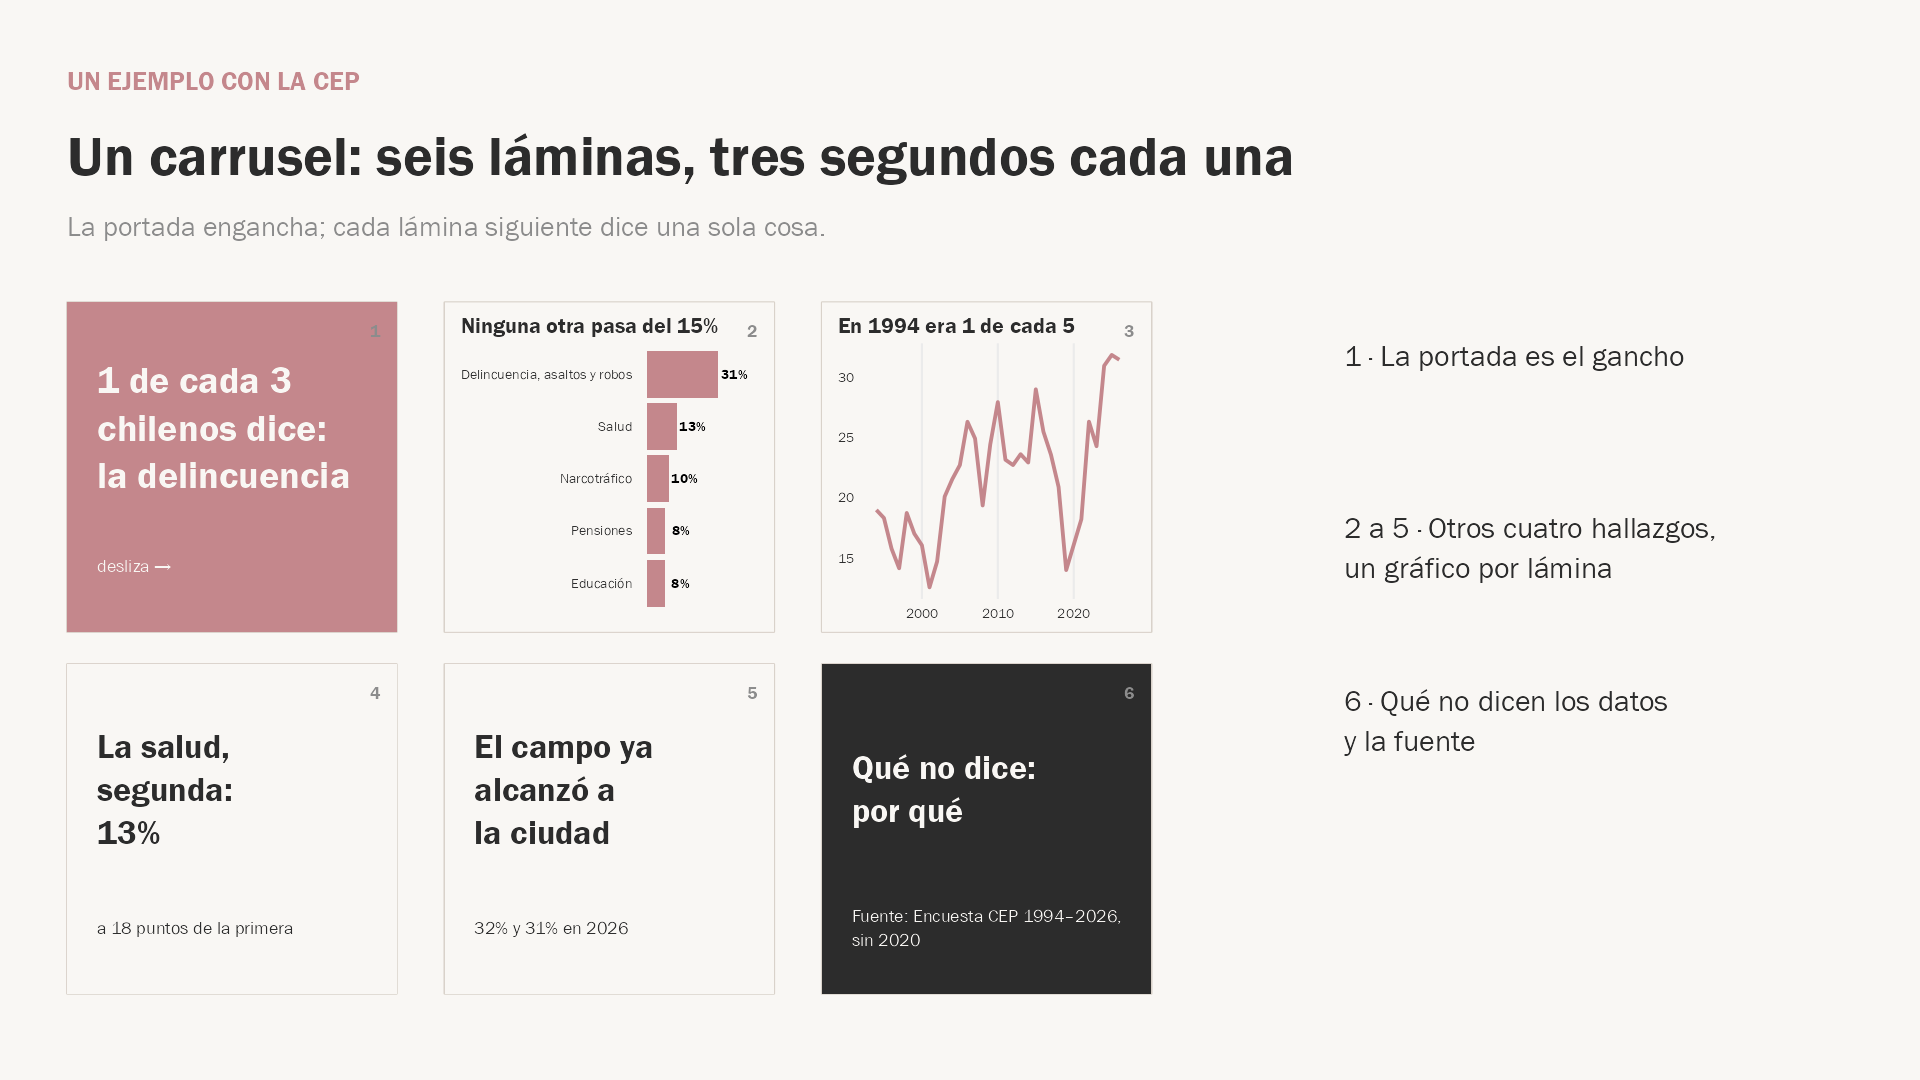 UN EJEMPLO CON LA CEP
Un carrusel: seis láminas, tres segundos cada una
La portada engancha; cada lámina siguiente dice una sola cosa.
1
1 de cada 3
chilenos dice:
la delincuencia
desliza →
Ninguna otra pasa del 15%
2
Delincuencia, asaltos y robos
31%
Salud
13%
Narcotráfico
10%
Pensiones
8%
Educación
8%
En 1994 era 1 de cada 5
3
30
25
20
15
2000
2010
2020
4
La salud,
segunda:
13%
a 18 puntos de la primera
5
El campo ya
alcanzó a
la ciudad
32% y 31% en 2026
6
Qué no dice:
por qué
Fuente: Encuesta CEP 1994–2026,
sin 2020
1 · La portada es el gancho
2 a 5 · Otros cuatro hallazgos,
un gráfico por lámina
6 · Qué no dicen los datos
y la fuente